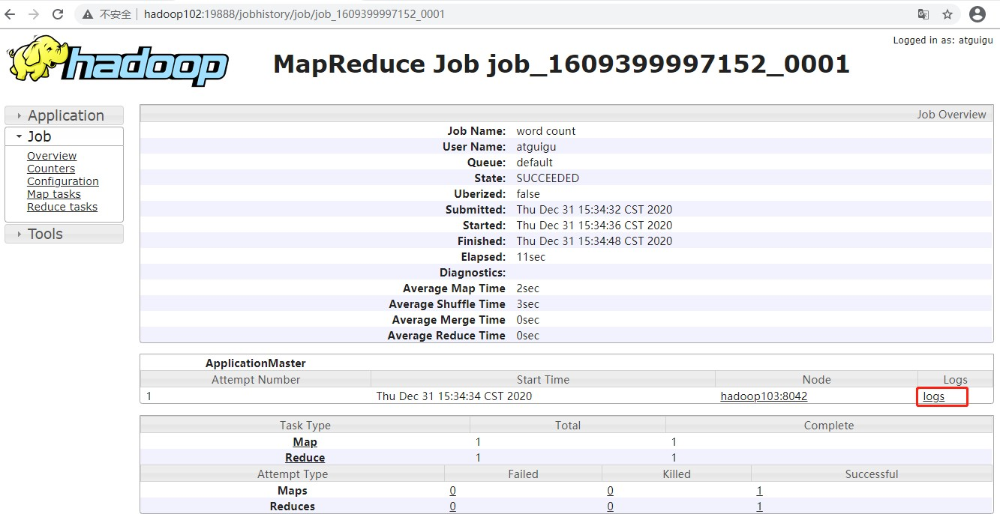 不安全 hadoop102:19888/jobhistory/job/job_1609399997152_0001
Logged in as: atguigu
hadoop
MapReduce Job job_1609399997152_0001
Application
Job
Overview
Counters
Configuration
Map tasks
Reduce tasks
Tools
Job Overview
Job Name: word count
User Name: atguigu
Queue: default
State: SUCCEEDED
Uberized: false
Submitted: Thu Dec 31 15:34:32 CST 2020
Started: Thu Dec 31 15:34:36 CST 2020
Finished: Thu Dec 31 15:34:48 CST 2020
Elapsed: 11sec
Diagnostics:
Average Map Time 2sec
Average Shuffle Time 3sec
Average Merge Time 0sec
Average Reduce Time 0sec
ApplicationMaster
Attempt Number Start Time Node Logs
1 Thu Dec 31 15:34:34 CST 2020 hadoop103:8042 logs
Task Type Total Complete
Map 1 1
Reduce 1 1
Attempt Type Failed Killed Successful
Maps 0 0 1
Reduces 0 0 1